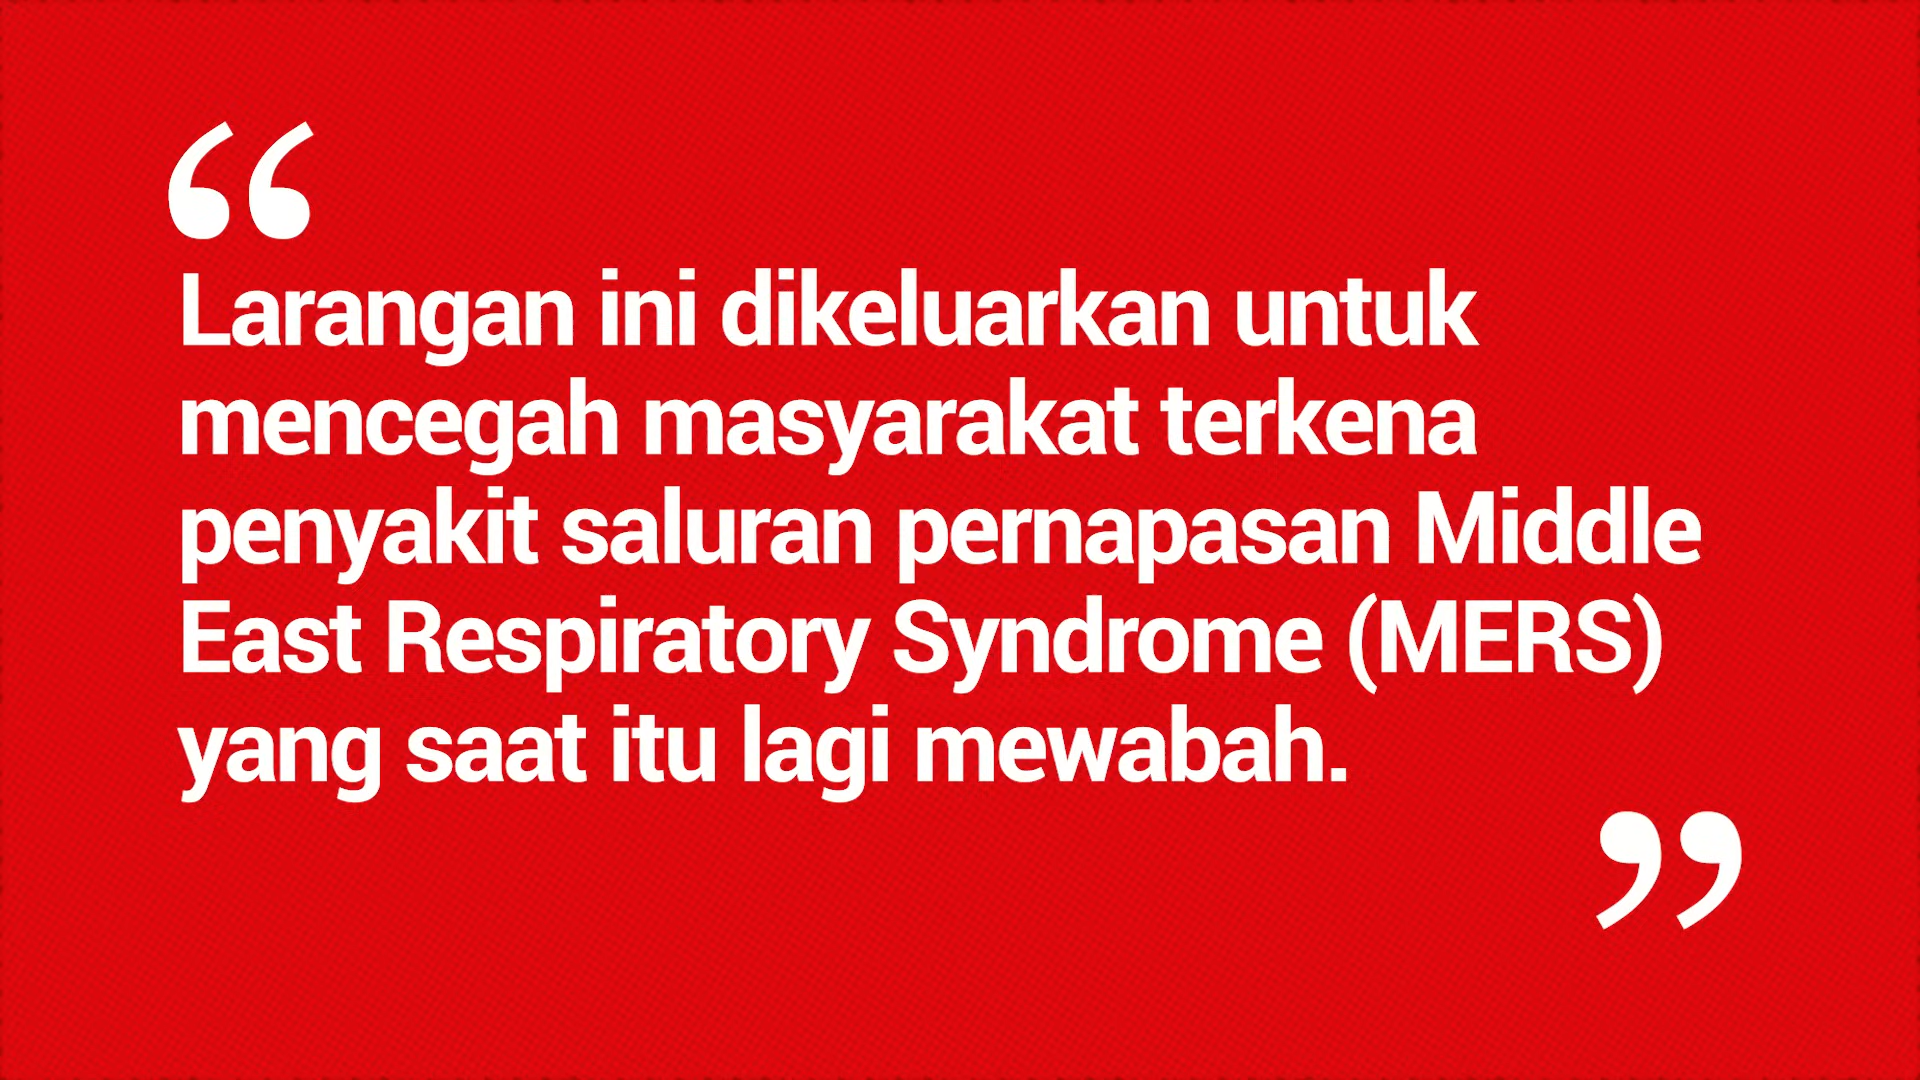 “
Larangan ini dikeluarkan untuk
mencegah masyarakat terkena
penyakit saluran pernapasan Middle
East Respiratory Syndrome (MERS)
yang saat itu lagi mewabah.
”